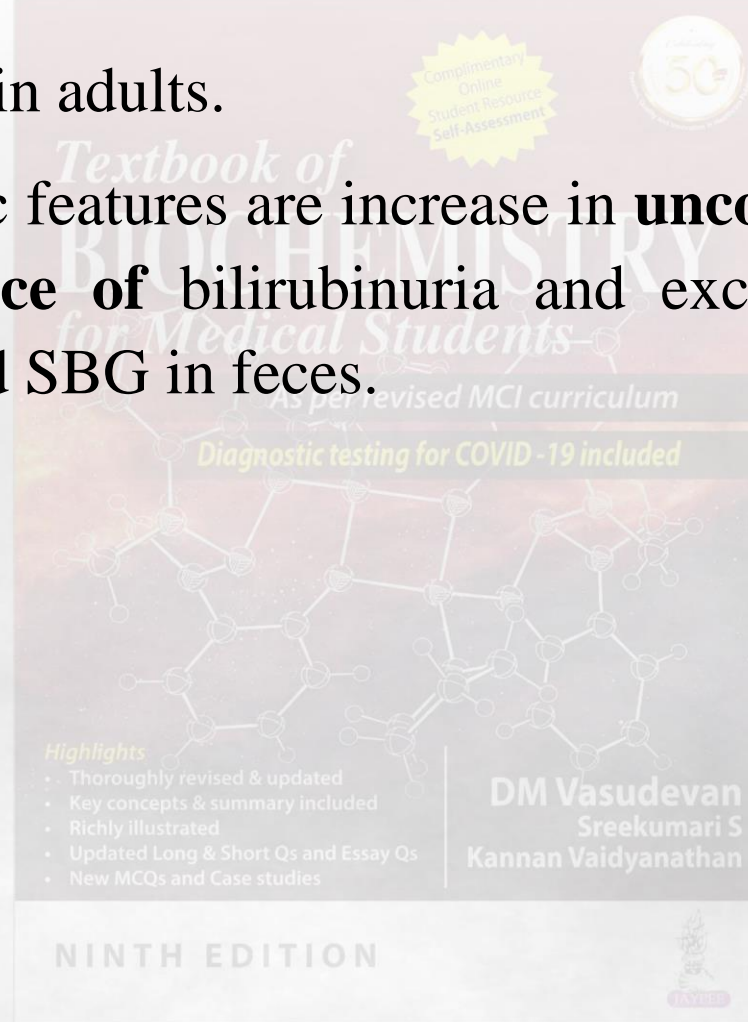 in adults.
c features are increase in unco
ce of bilirubinuria and exc
d SBG in feces.
Complimentary
Online
Student Resource
Self-Assessment
Celebrating
50
Textbook of
BIOCHEMISTRY
for Medical Students
As per revised MCI curriculum
Diagnostic testing for COVID -19 included
Highlights
• Thoroughly revised & updated
• Key concepts & summary included
• Richly illustrated
• Updated Long & Short Qs and Essay Qs
• New MCQs and Case studies
DM Vasudevan
Sreekumari S
Kannan Vaidyanathan
NINTH EDITION
JAYPEE